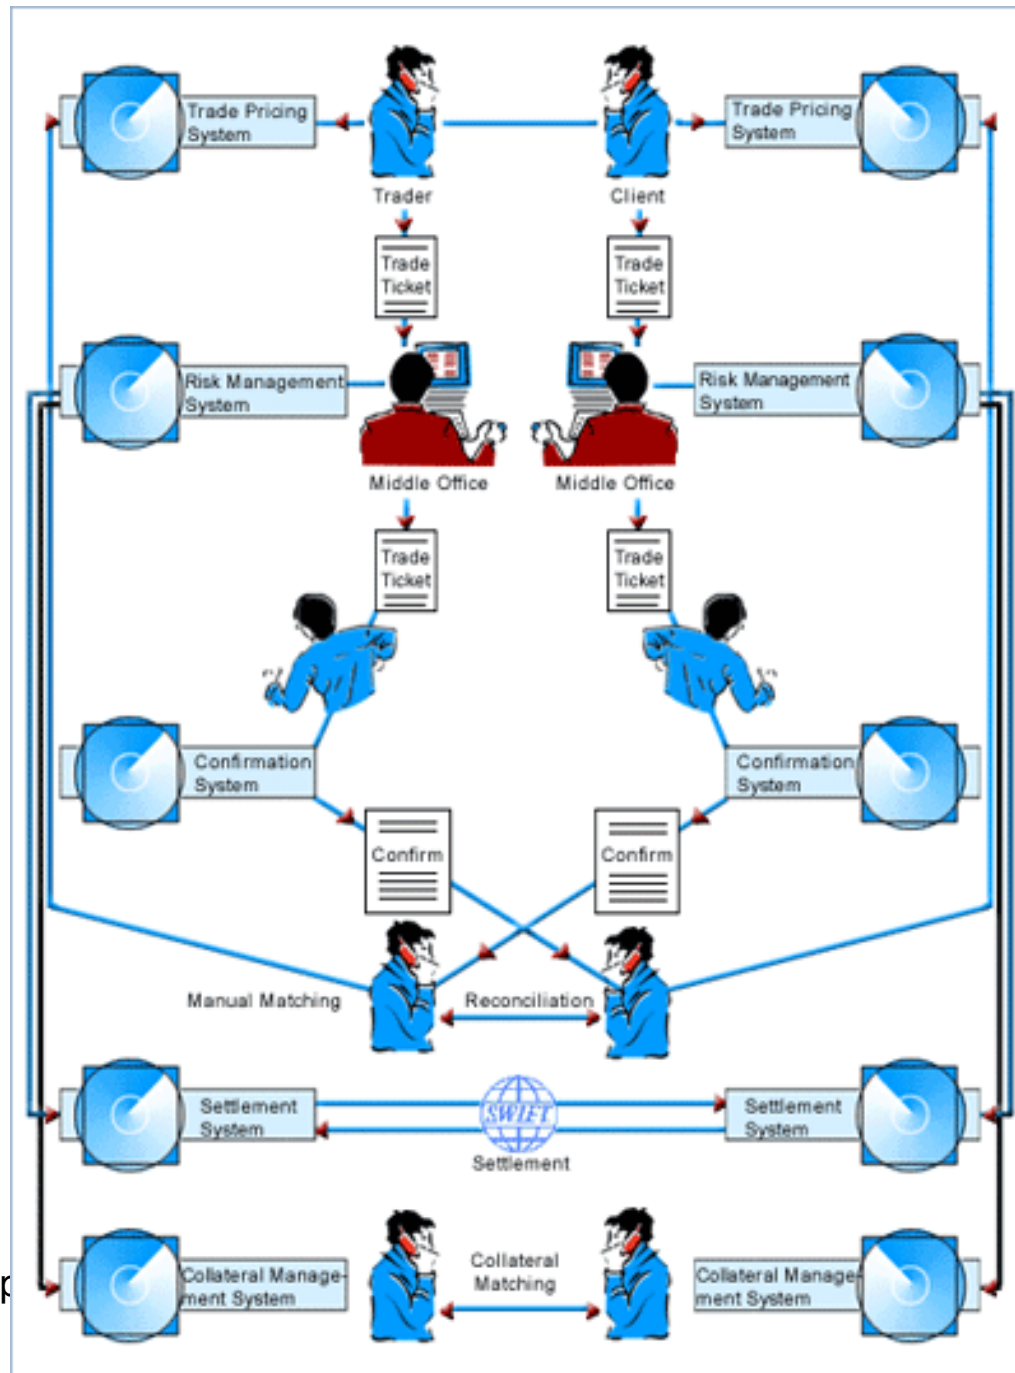 Trade Pricing
System
Trade Pricing
System
Trader
Client
Trade
Ticket
Trade
Ticket
Risk Management
System
Risk Management
System
Middle Office
Middle Office
Trade
Ticket
Trade
Ticket
Confirmation
System
Confirmation
System
Confirm
Confirm
Manual Matching
Reconciliation
Settlement
System
SWIFT
Settlement
System
Settlement
Collateral Manage-
ment System
Collateral
Matching
Collateral Manage-
ment System